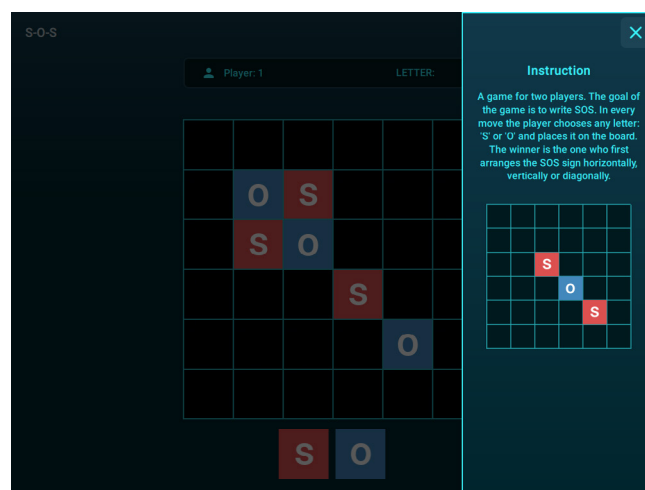 S-O-S
Player: 1
LETTER:
O S
S O
S
O
S O
Instruction
A game for two players. The goal of
the game is to write SOS. In every
move the player chooses any letter:
'S' or 'O' and places it on the board.
The winner is the one who first
arranges the SOS sign horizontally,
vertically or diagonally.
S
O
S